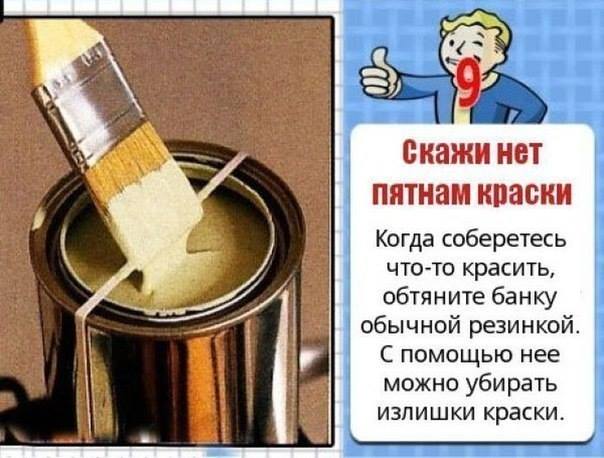 9
Скажи нет
пятнам краски
Когда соберетесь
что-то красить,
обтяните банку
обычной резинкой.
С помощью нее
можно убирать
излишки краски.